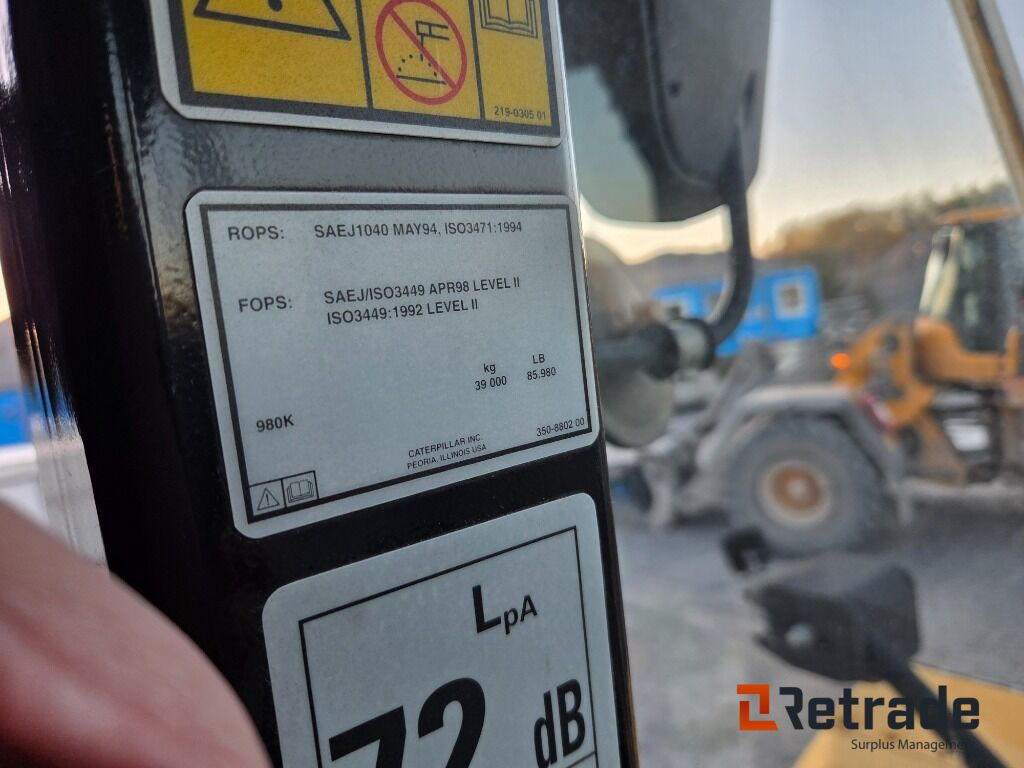 219-0305 01
ROPS: SAEJ1040 MAY94, ISO3471:1994
FOPS: SAEJ/ISO3449 APR98 LEVEL II
ISO3449:1992 LEVEL II
kg LB
39 000 85.980
980K
CATERPILLAR INC. 350-8802 00
PEORIA, ILLINOIS USA
LpA
72 dB
Retrade
Surplus Management